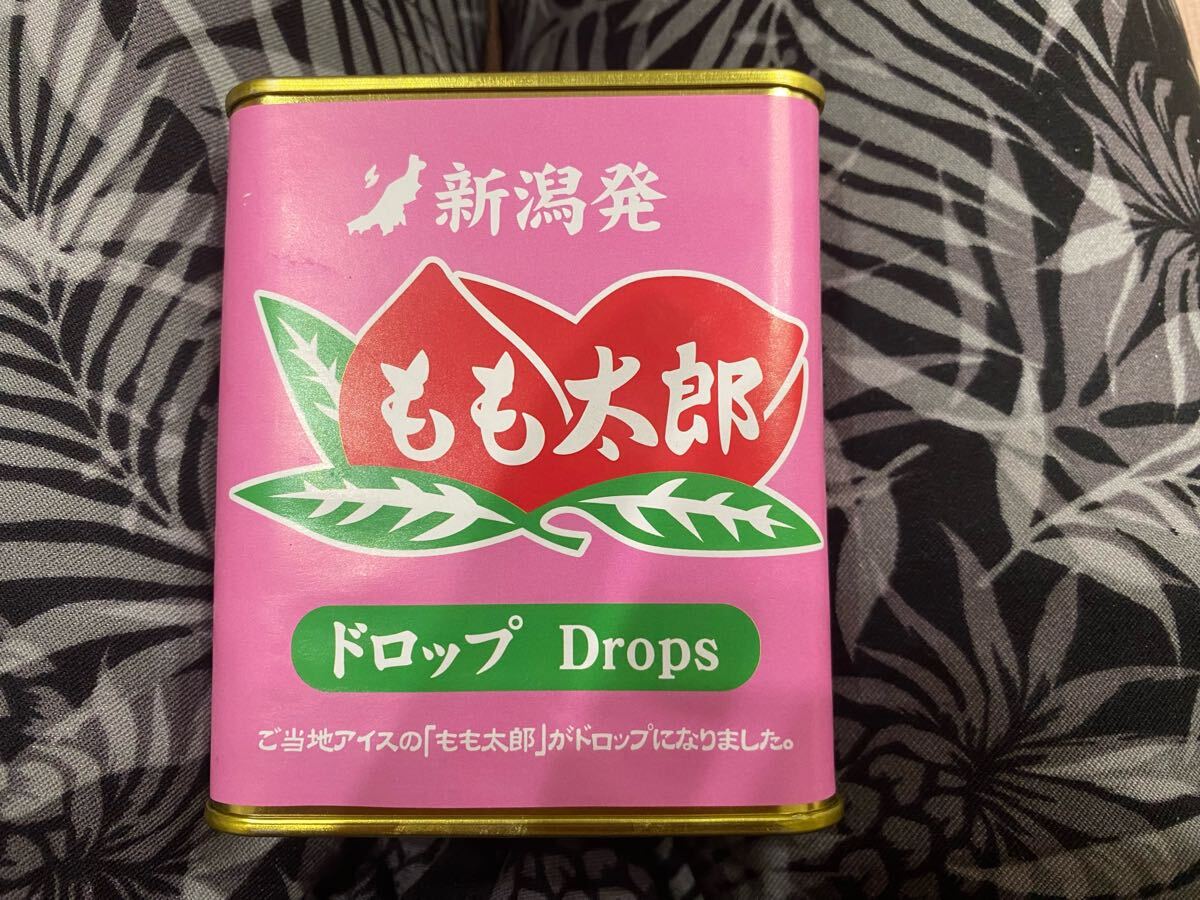 新潟発
もも太郎
ドロップ Drops
ご当地アイスの「もも太郎」がドロップになりました。